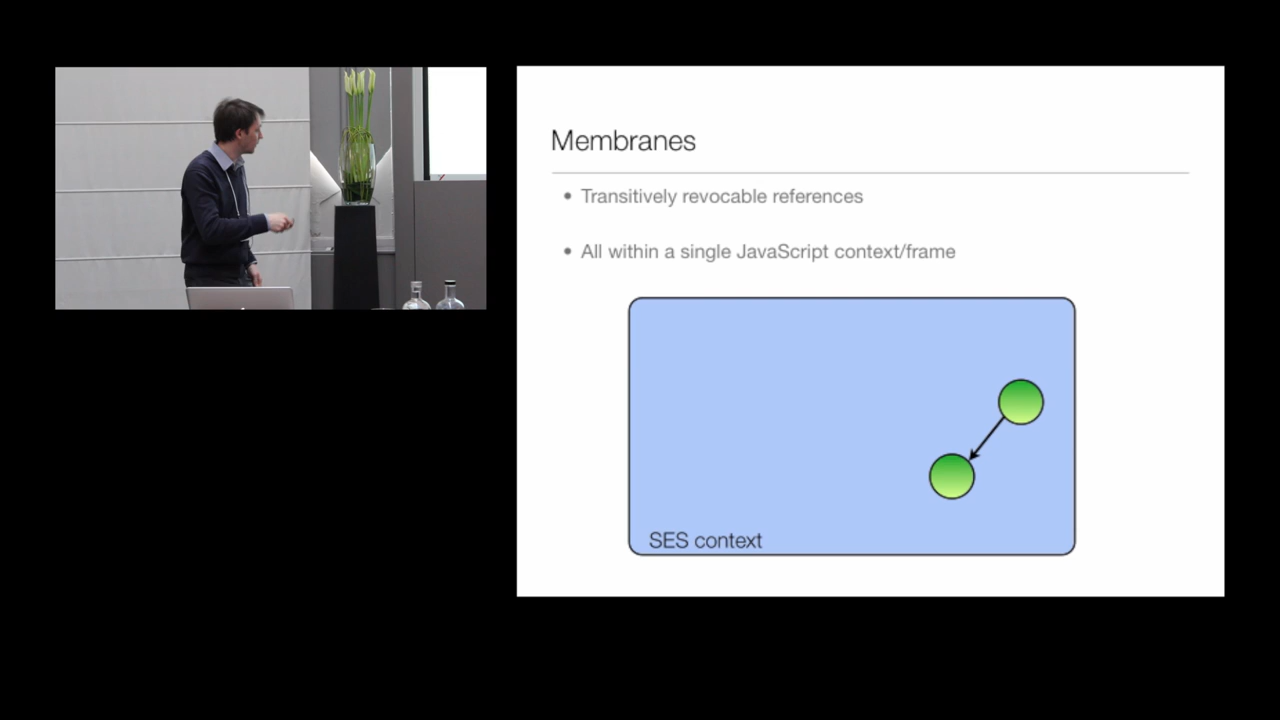 Membranes
• Transitively revocable references
• All within a single JavaScript context/frame
SES context